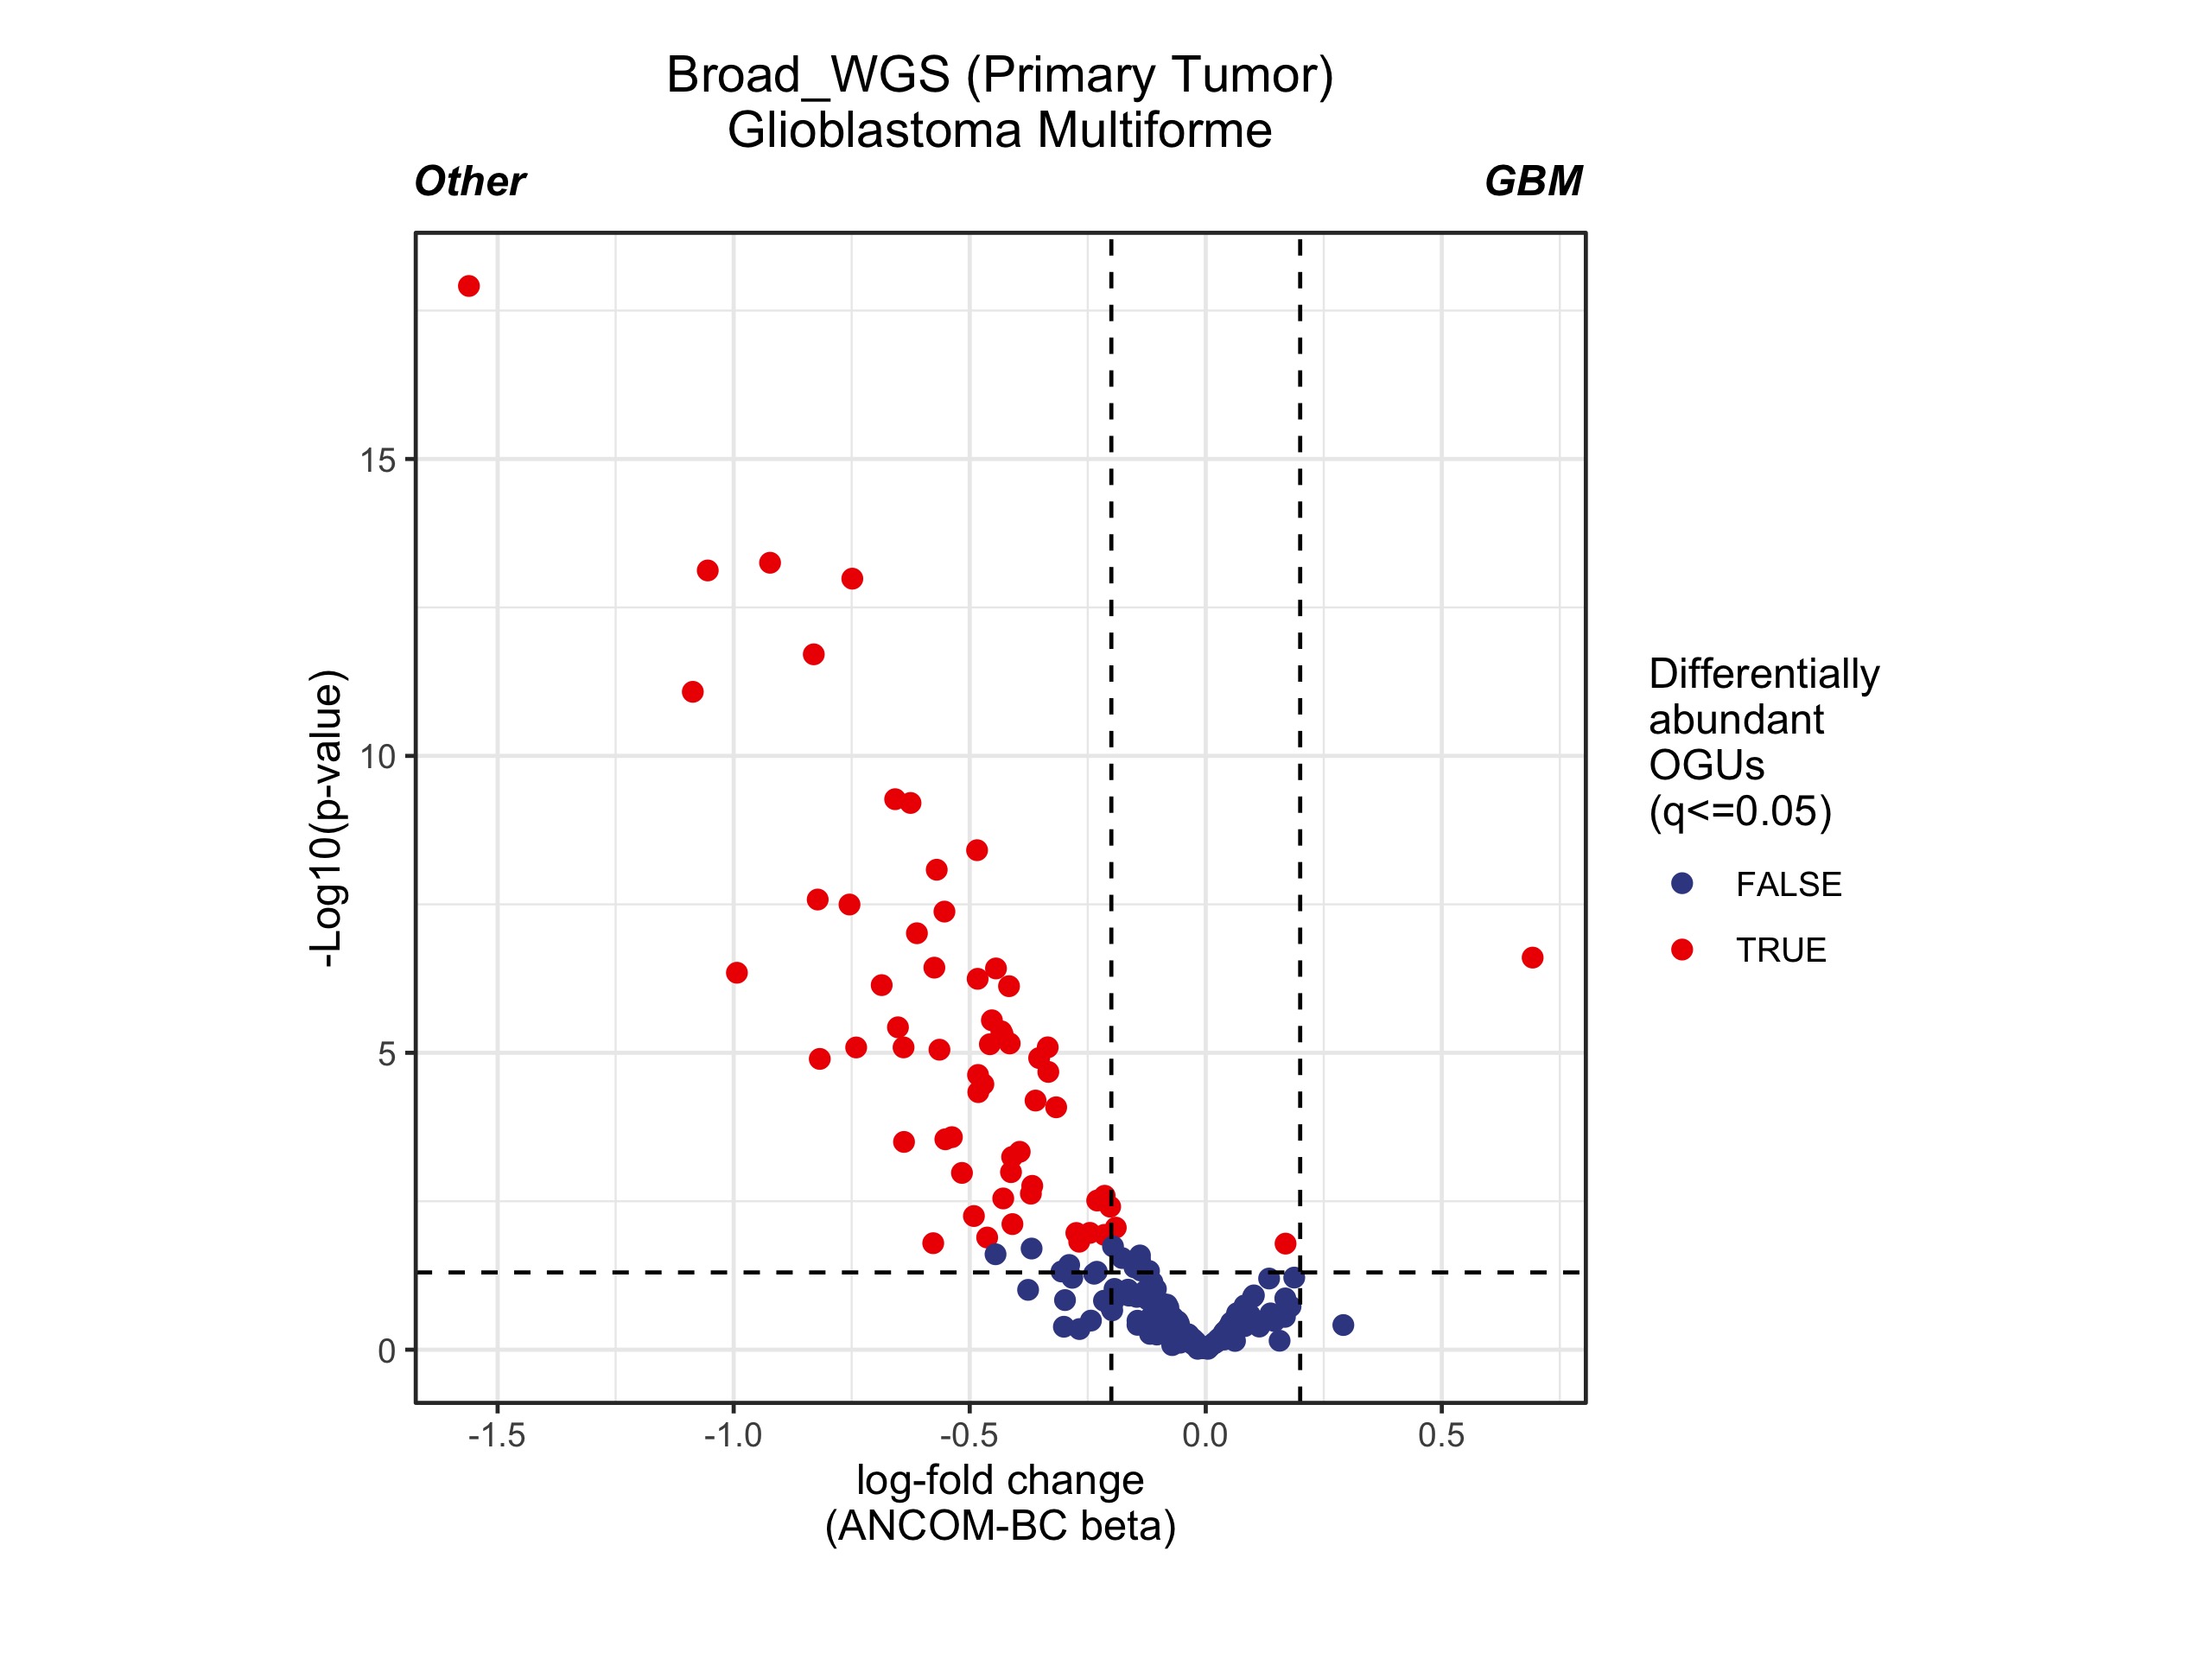 Broad_WGS (Primary Tumor)
Glioblastoma Multiforme
Other
GBM
15
10
5
0
-Log10(p-value)
-1.5
-1.0
-0.5
0.0
0.5
log-fold change
(ANCOM-BC beta)
Differentially
abundant
OGUs
(q<=0.05)
FALSE
TRUE